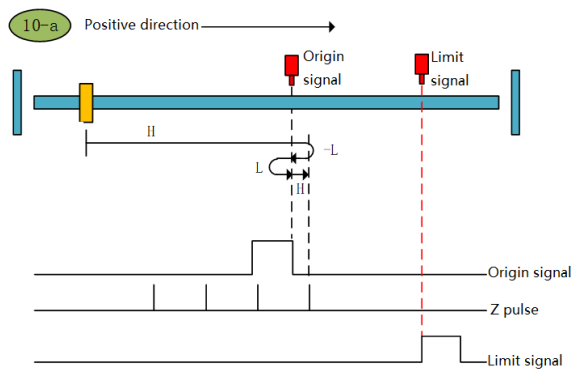 10-a
Positive direction
Origin
signal
Limit
signal
H
-L
L
H
Origin signal
Z pulse
Limit signal